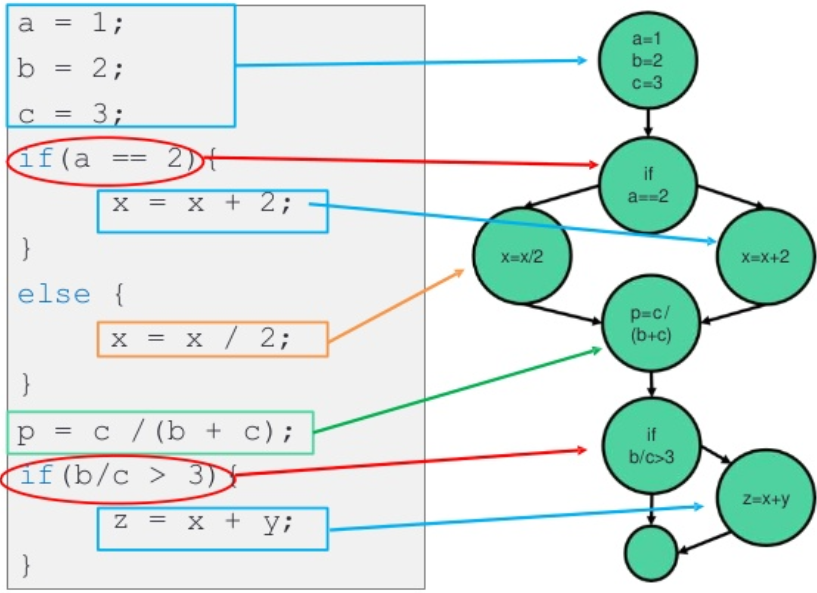 a = 1;
b = 2;
c = 3;
if(a == 2){
x = x + 2;
}
else {
x = x / 2;
}
p = c /(b + c);
if(b/c > 3){
z = x + y;
}
a=1
b=2
c=3
if
a==2
x=x/2
x=x+2
p=c/
(b+c)
if
b/c>3
z=x+y